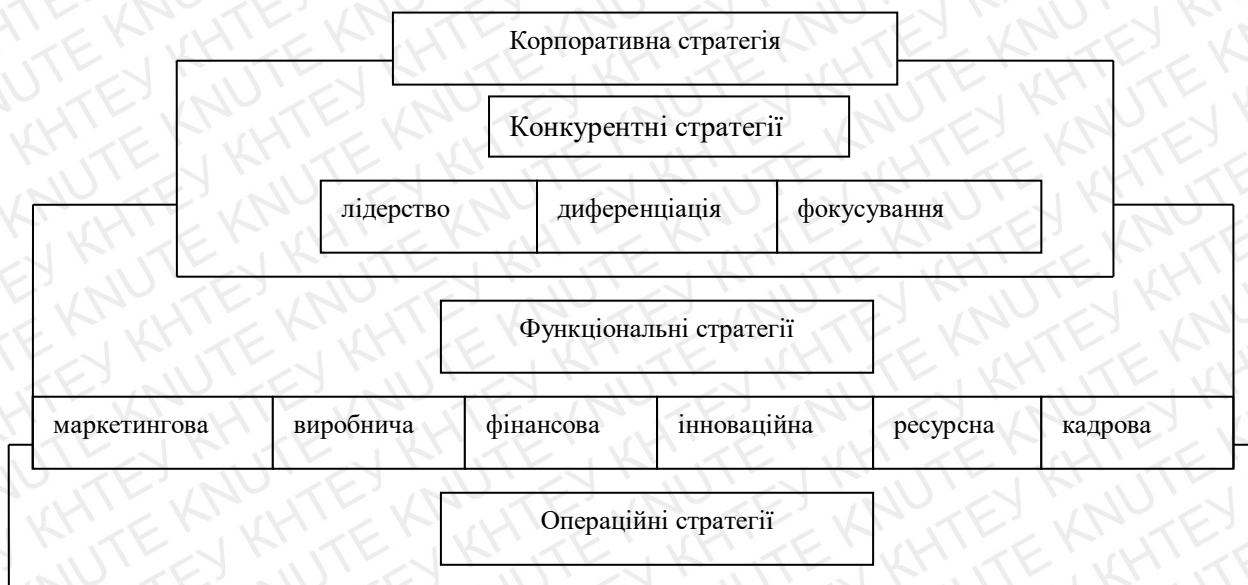 Корпоративна стратегія
Конкурентні стратегії
лідерство диференціація фокусування
Функціональні стратегії
маркетингова виробнича фінансова інноваційна ресурсна кадрова
Операційні стратегії